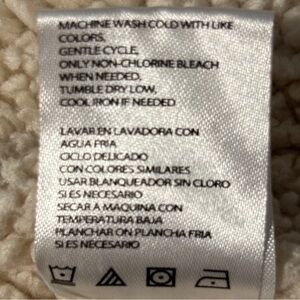 MACHINE WASH COLD WITH LIKE
COLORS,
GENTLE CYCLE,
ONLY NON-CHLORINE BLEACH
WHEN NEEDED,
TUMBLE DRY LOW,
COOL IRON IF NEEDED
LAVAR EN LAVADORA CON
AGUA FRIA
CICLO DELICADO
CON COLORES SIMILARES
USAR BLANQUEADOR SIN CLORO
SI ES NECESARIO
SECAR A MAQUINA CON
TEMPERATURA BAJA
PLANCHAR ON PLANCHA FRIA
SI ES NECESARIO